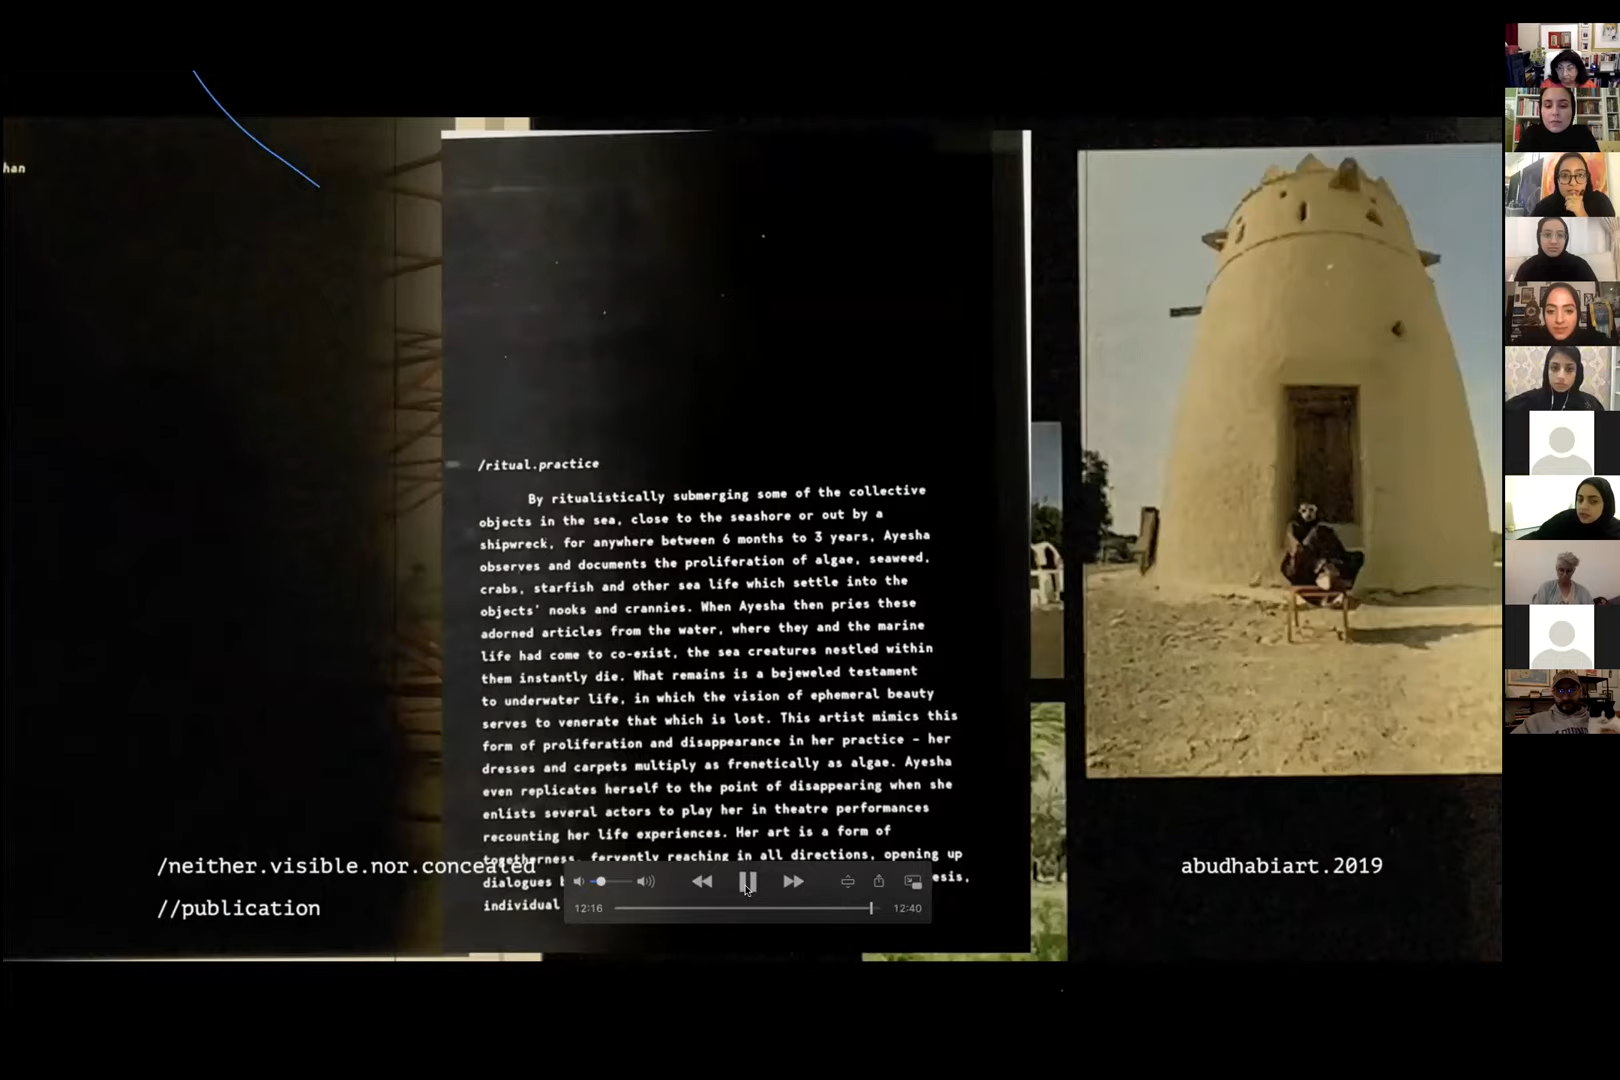 han
/ritual.practice
By ritualistically submerging some of the collective
objects in the sea, close to the seashore or out by a
shipwreck, for anywhere between 6 months to 3 years, Ayesha
observes and documents the proliferation of algae, seaweed,
crabs, starfish and other sea life which settle into the
objects' nooks and crannies. When Ayesha then pries these
adorned articles from the water, where they and the marine
life had come to co-exist, the sea creatures nestled within
them instantly die. What remains is a bejeweled testament
to underwater life, in which the vision of ephemeral beauty
serves to venerate that which is lost. This artist mimics this
form of proliferation and disappearance in her practice – her
dresses and carpets multiply as frenetically as algae. Ayesha
even replicates herself to the point of disappearing when she
enlists several actors to play her in theatre performances
recounting her life experiences. Her art is a form of
togetherness, fervently reaching in all directions, opening up
dialogues
individual
/neither.visible.nor.concealed
//publication
abudhabiart.2019
12:16
12:40